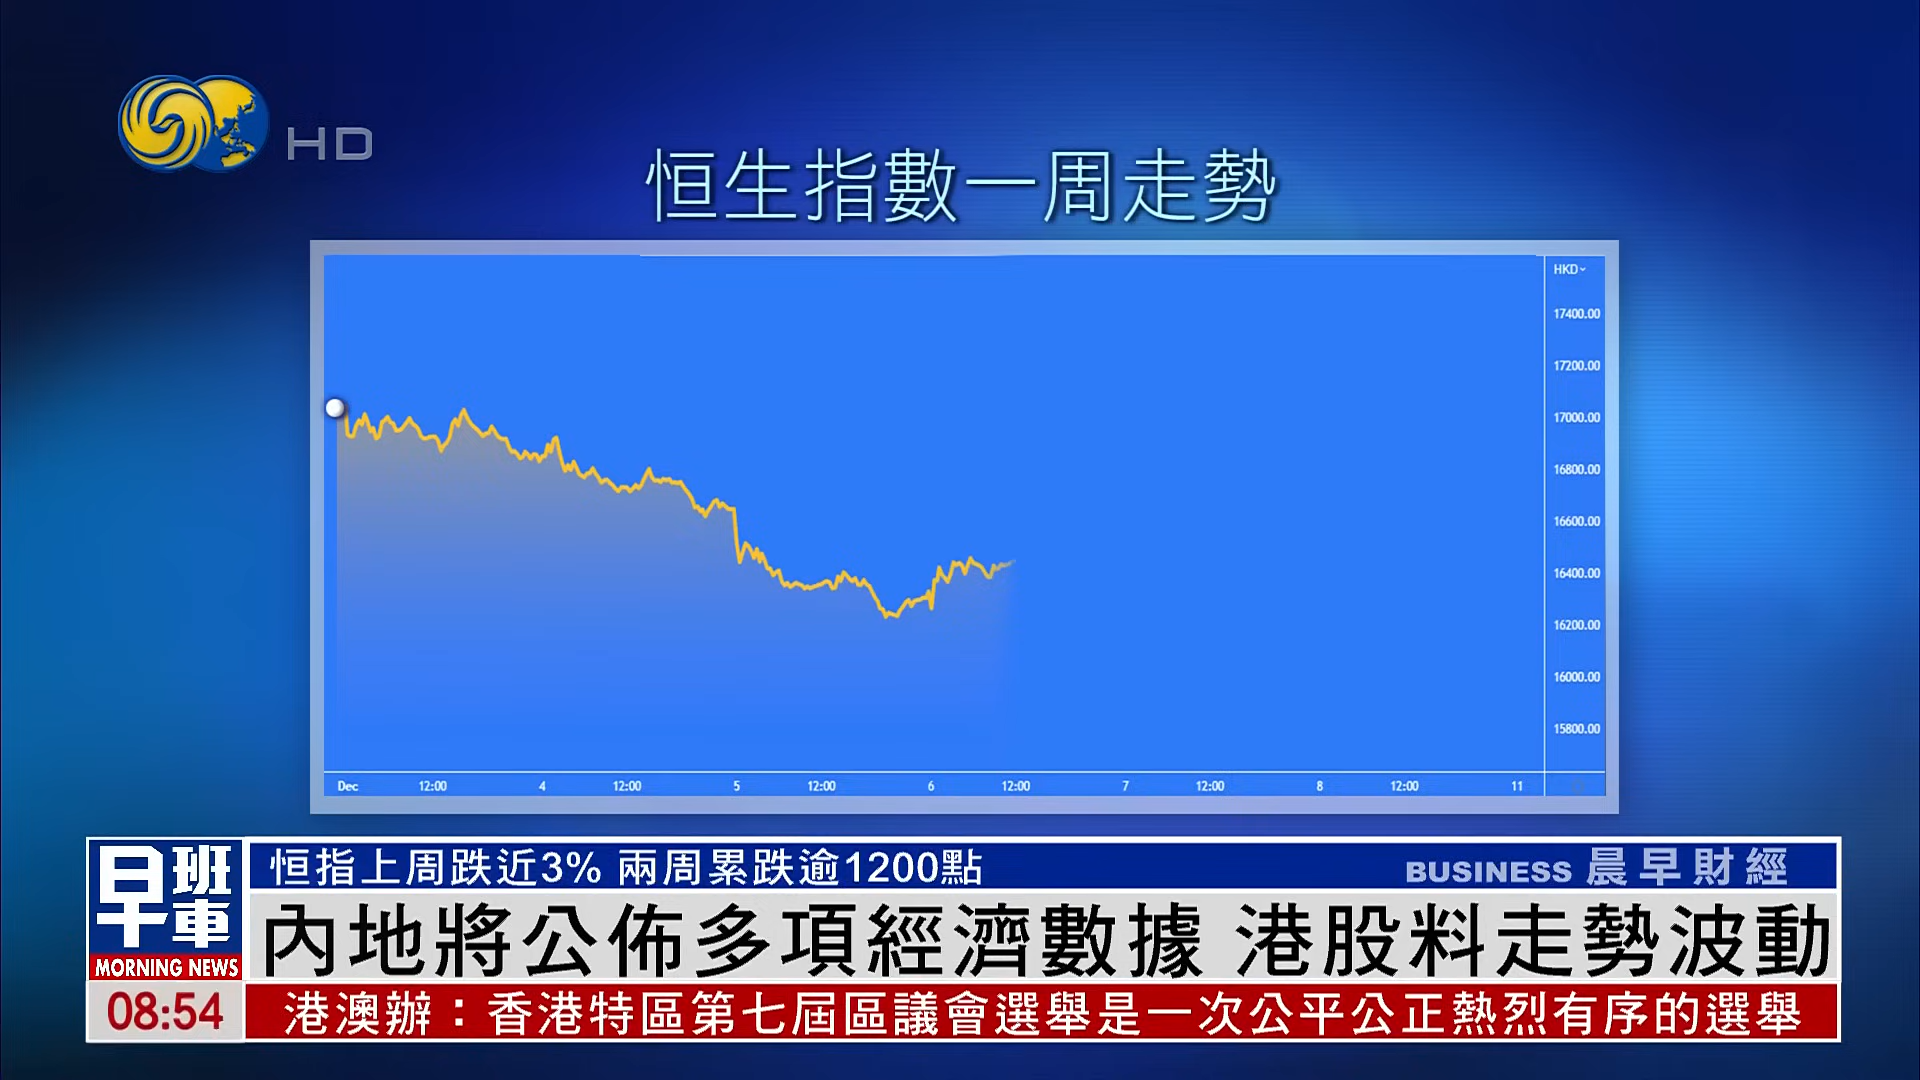 HD
恒生指數一周走勢
HKD
17400.00
17200.00
17000.00
16800.00
16600.00
16400.00
16200.00
16000.00
15800.00
Dec 12:00 4 12:00 5 12:00 6 12:00 7 12:00 8 12:00 11
早班車
MORNING NEWS
08:54
恒指上周跌近3% 兩周累跌逾1200點
BUSINESS 晨早財經
內地將公佈多項經濟數據 港股料走勢波動
港澳辦：香港特區第七屆區議會選舉是一次公平公正熱烈有序的選舉